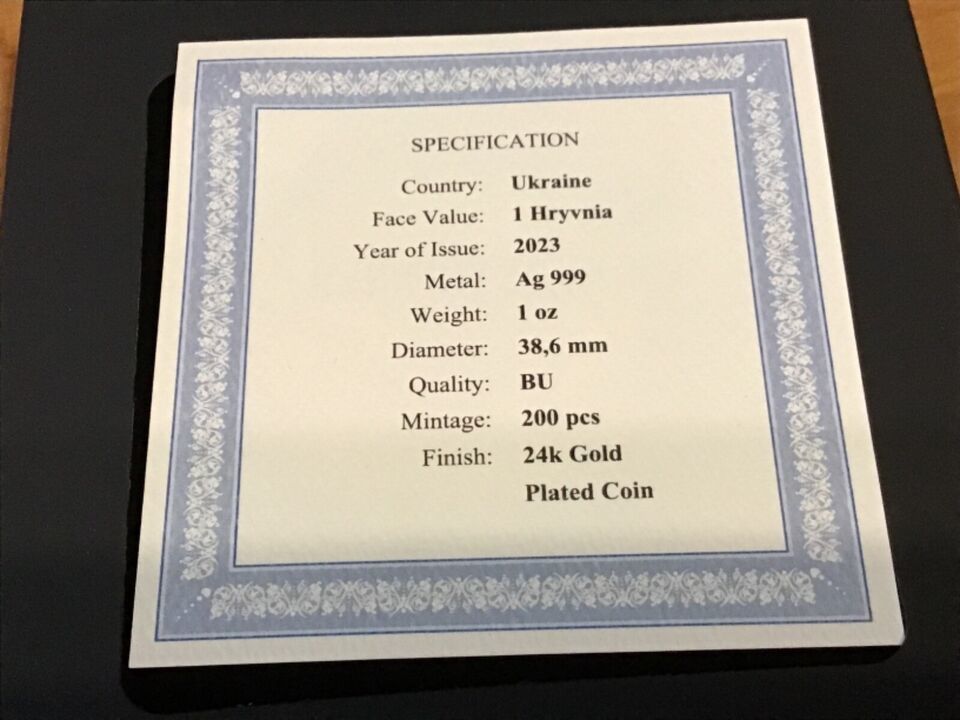 SPECIFICATION
Country: Ukraine
Face Value: 1 Hryvnia
Year of Issue: 2023
Metal: Ag 999
Weight: 1 oz
Diameter: 38,6 mm
Quality: BU
Mintage: 200 pcs
Finish: 24k Gold
Plated Coin